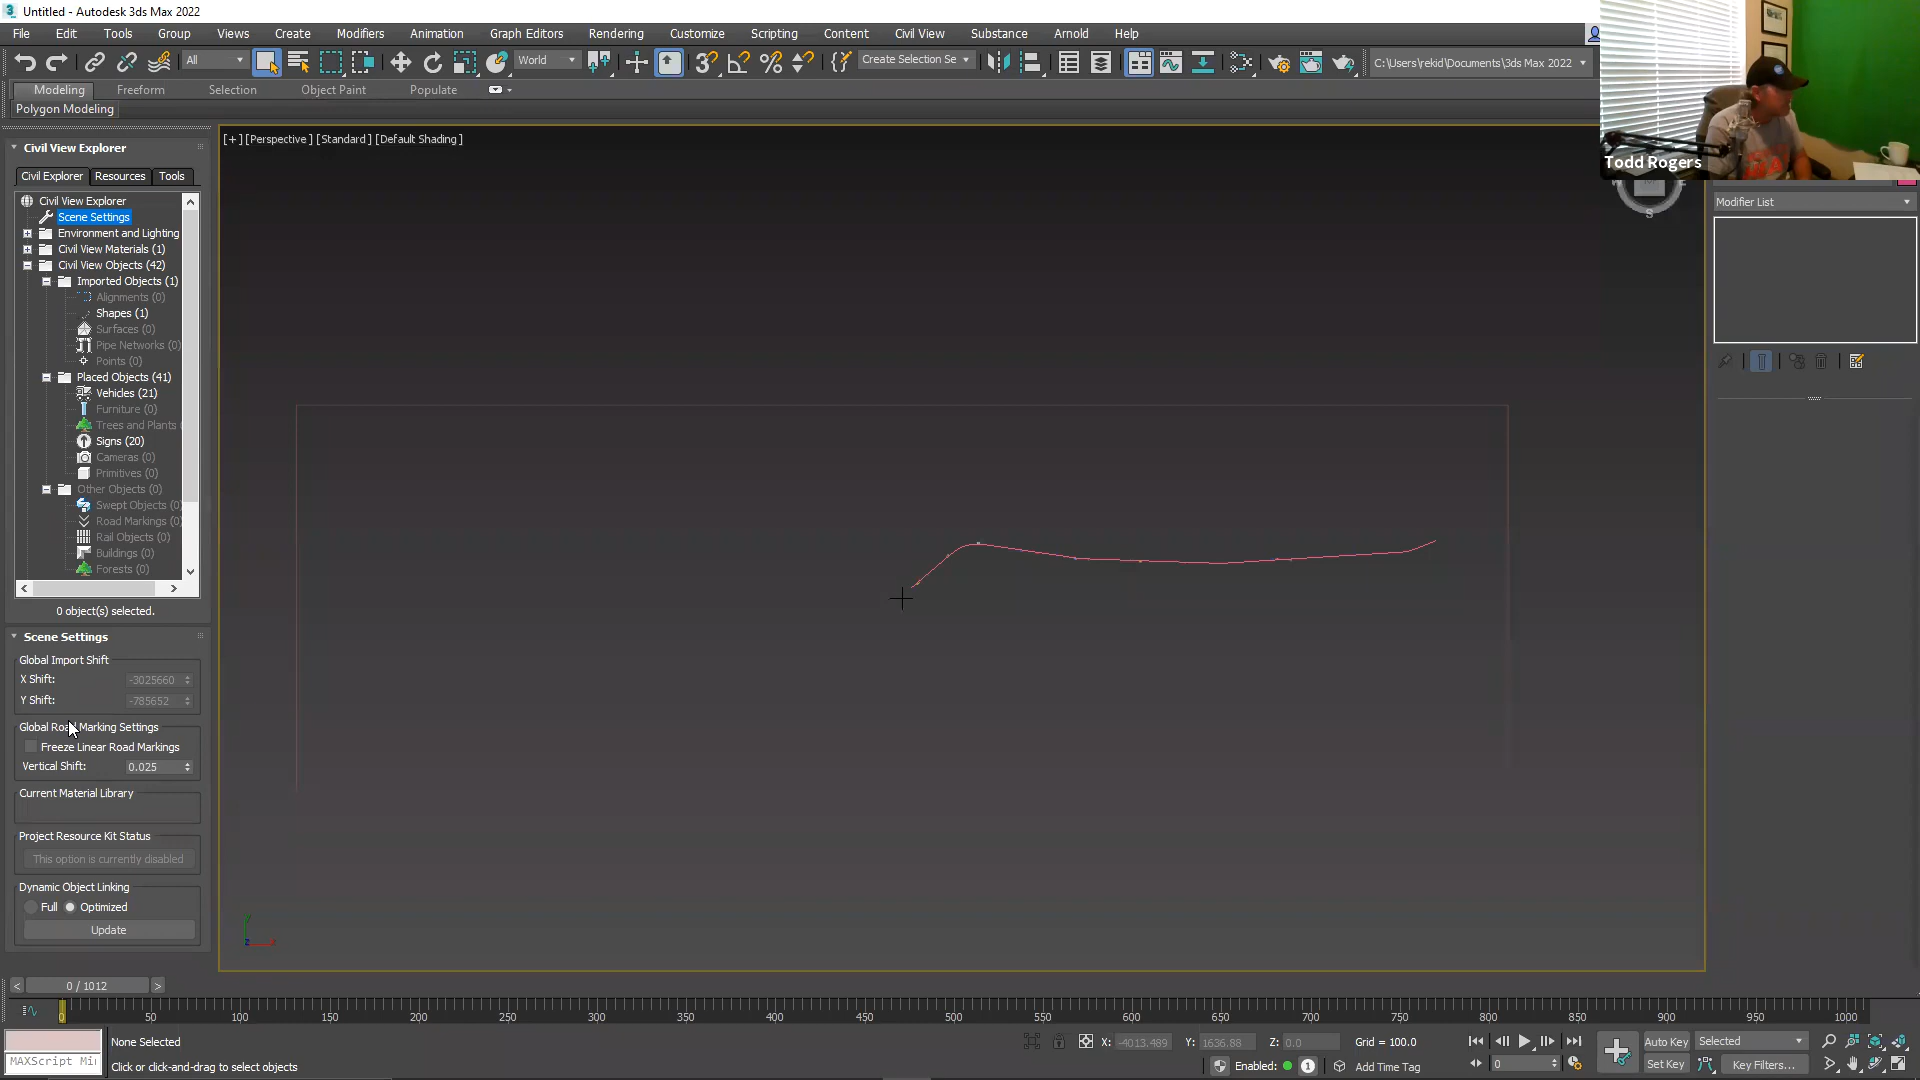 Untitled - Autodesk 3ds Max 2022
File Edit Tools Group Views Create Modifiers Animation Graph Editors Rendering Customize Scripting Content Civil View Substance Arnold Help
All World Create Selection Se C:\Users\rekid\Documents\3ds Max 2022
Modeling Freeform Selection Object Paint Populate
Polygon Modeling
[+] [Perspective] [Standard] [Default Shading]
Todd Rogers
S
Modifier List
Civil View Explorer
Civil Explorer Resources Tools
Civil View Explorer
Scene Settings
Environment and Lighting
Civil View Materials (1)
Civil View Objects (42)
Imported Objects (1)
Alignments (0)
Shapes (1)
Surfaces (0)
Pipe Networks (0)
Points (0)
Placed Objects (41)
Vehicles (21)
Furniture (0)
Trees and Plants (
Signs (20)
Cameras (0)
Primitives (0)
Other Objects (0)
Swept Objects (0)
Road Markings (0)
Rail Objects (0)
Buildings (0)
Forests (0)
0 object(s) selected.
Scene Settings
Global Import Shift
X Shift: -3025660
Y Shift: -785652
Global Road Marking Settings
Freeze Linear Road Markings
Vertical Shift: 0.025
Current Material Library
Project Resource Kit Status
This option is currently disabled
Dynamic Object Linking
Full Optimized
Update
< 0 / 1012 >
0 50 100 150 200 250 300 350 400 450 500 550 600 650 700 750 800 850 900 950 1000
None Selected X: -4013.489 Y: 1636.88 Z: 0.0 Grid = 100.0 Auto Key Selected
MAXScript Mi Click or click-and-drag to select objects Enabled: 1 Add Time Tag 0 Set Key Key Filters...